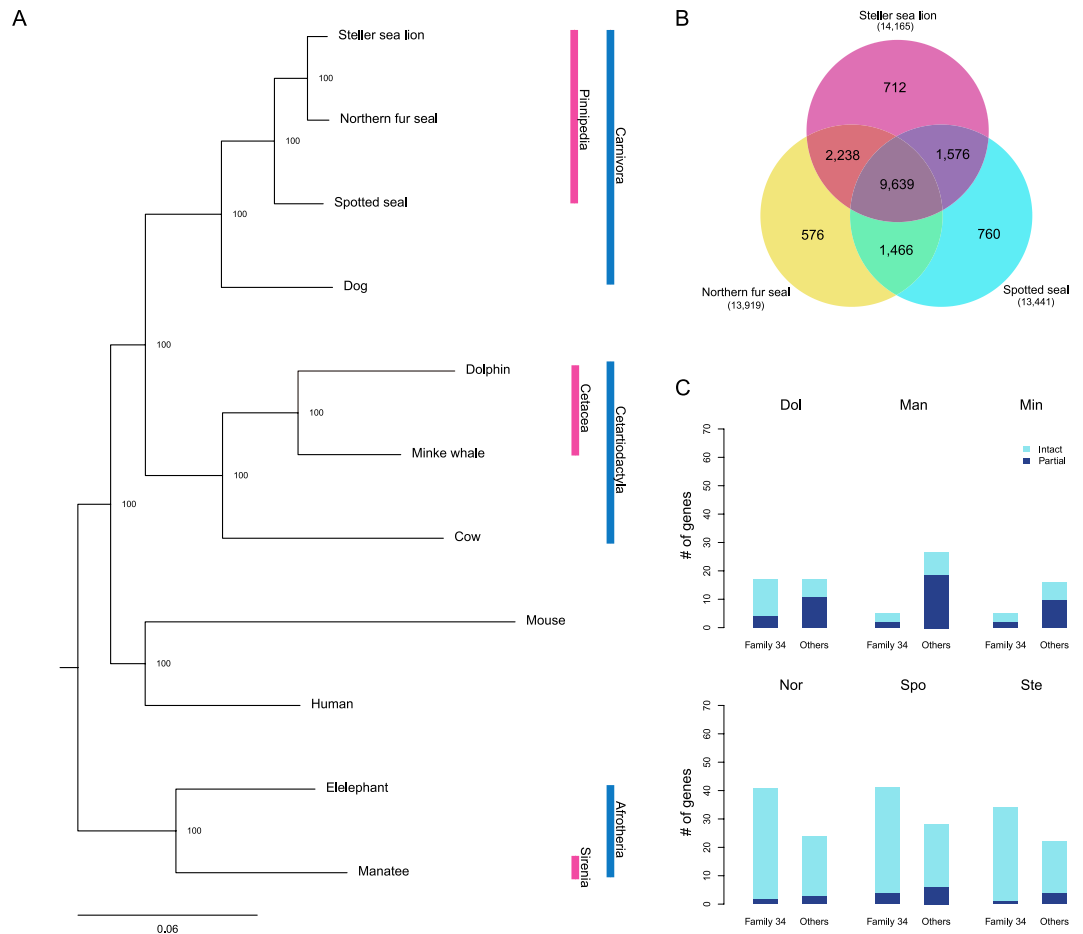 A
Steller sea lion
100
Northern fur seal
100
Spotted seal
100
Dog
100
Dolphin
100
Minke whale
100
Cow
100
Mouse
100
Human
Elelephant
100
Manatee
0.06
Pinnipedia
Carnivora
Cetacea
Cetartiodactyla
Afrotheria
Sirenia
B
Steller sea lion
(14,165)
712
2,238
1,576
9,639
576
1,466
760
Northern fur seal
(13,919)
Spotted seal
(13,441)
C
Dol
Man
Min
Intact
Partial
# of genes
70
60
50
40
30
20
10
0
Family 34
Others
Family 34
Others
Family 34
Others
Nor
Spo
Ste
# of genes
70
60
50
40
30
20
10
0
Family 34
Others
Family 34
Others
Family 34
Others